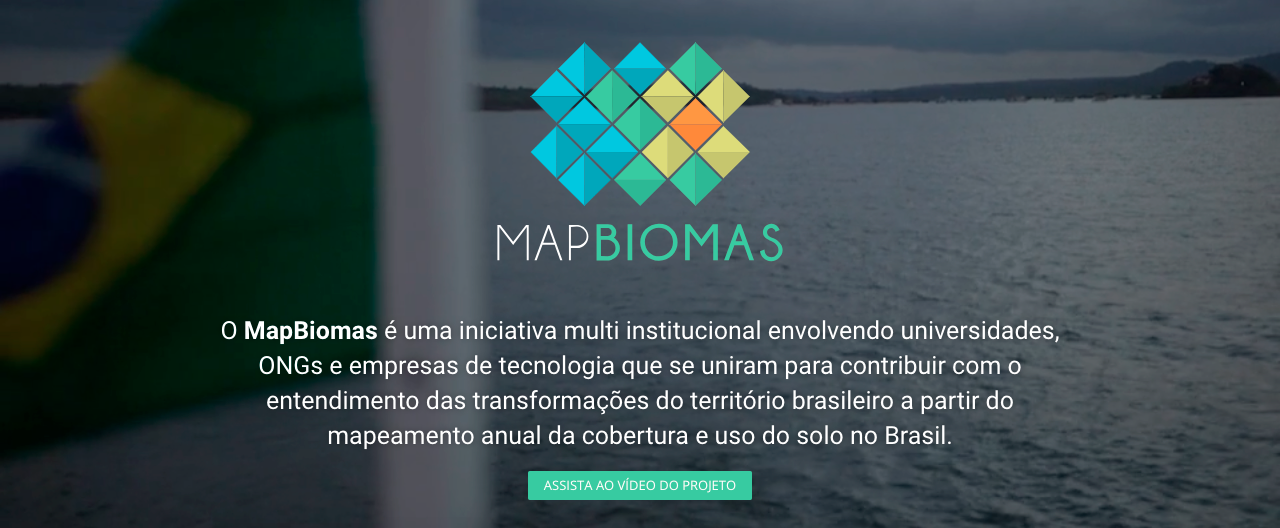 MAPBIOMAS
O MapBiomas é uma iniciativa multi institucional envolvendo universidades,
ONGs e empresas de tecnologia que se uniram para contribuir com o
entendimento das transformações do território brasileiro a partir do
mapeamento anual da cobertura e uso do solo no Brasil.
ASSISTA AO VÍDEO DO PROJETO